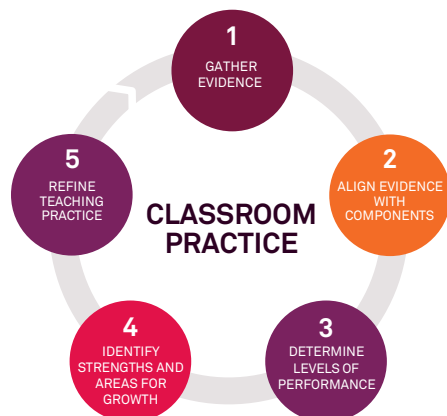 1
GATHER
EVIDENCE
2
ALIGN EVIDENCE
WITH
COMPONENTS
3
DETERMINE
LEVELS OF
PERFORMANCE
4
IDENTIFY
STRENGTHS AND
AREAS FOR
GROWTH
5
REFINE
TEACHING
PRACTICE
CLASSROOM
PRACTICE